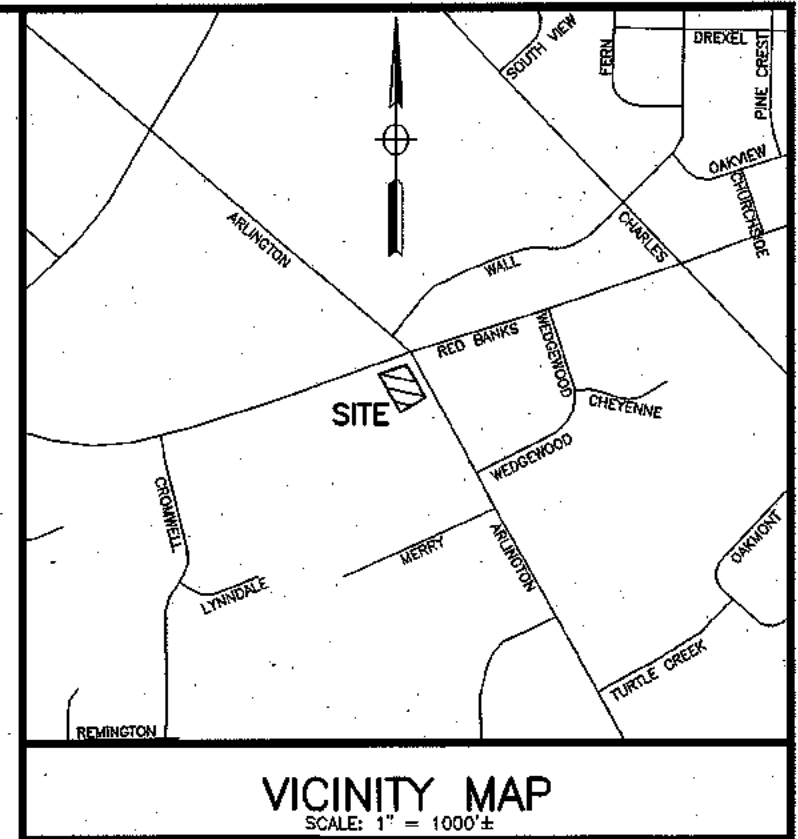 SOUTH VIEW
FERN
DREXEL
PINE CREST
OAKVIEW
CHURCHSIDE
ARLINGTON
CHARLES
WALL
RED BANKS
WEDGEWOOD
SITE
CHEYENNE
WEDGEWOOD
CROMWELL
ARLINGTON
MERRY
OAKMONT
LYNNDALE
TURTLE CREEK
REMINGTON
VICINITY MAP
SCALE: 1" = 1000'±